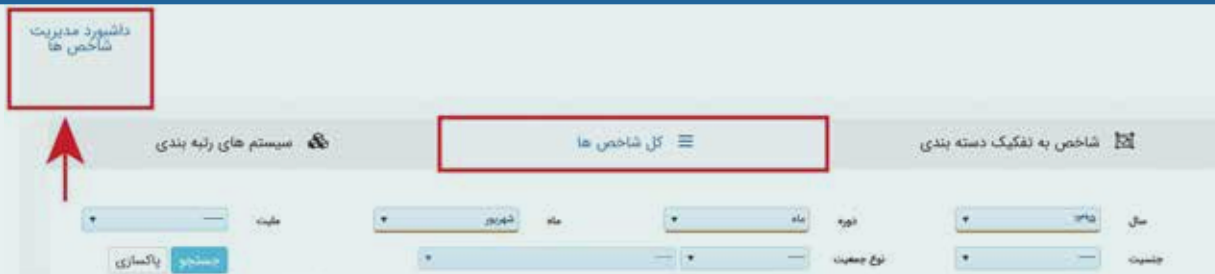 داشبورد مدیریت
شاخص ها
شاخص به تفکیک دسته بندی
کل شاخص ها
سیستم های رتبه بندی
سال ۱۳۹۵ دوره ماه ماه شهریور ملیت ----
جنسیت ---- نوع جمعیت ---- ---- جستجو پاکسازی